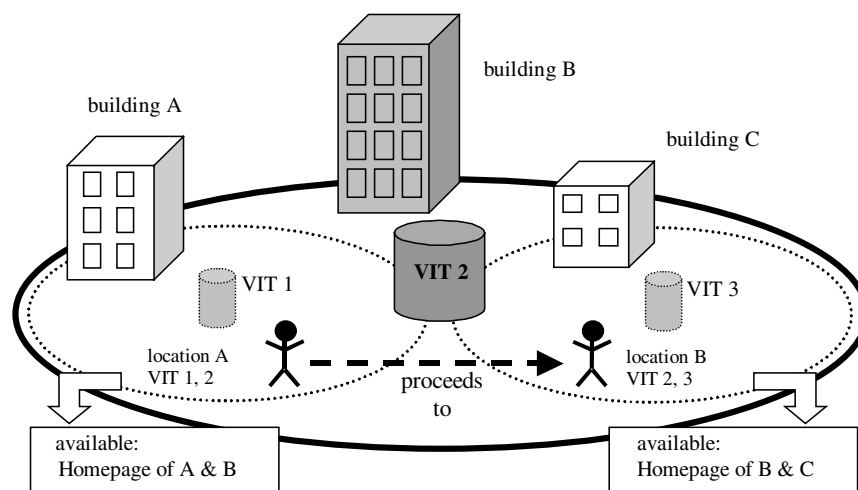 building B
building A
building C
VIT 1
VIT 2
VIT 3
location A
VIT 1, 2
location B
VIT 2, 3
proceeds
to
available:
Homepage of A & B
available:
Homepage of B & C